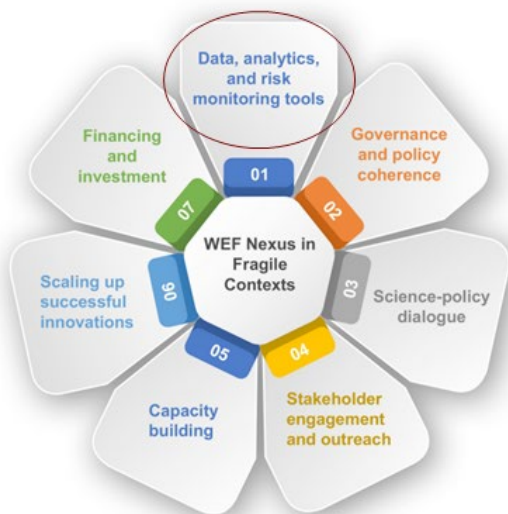 Data, analytics,
and risk
monitoring tools
01
Governance
and policy
coherence
02
Science-policy
dialogue
03
Stakeholder
engagement
and outreach
04
Capacity
building
05
Scaling up
successful
innovations
06
Financing
and
investment
07
WEF Nexus in
Fragile
Contexts